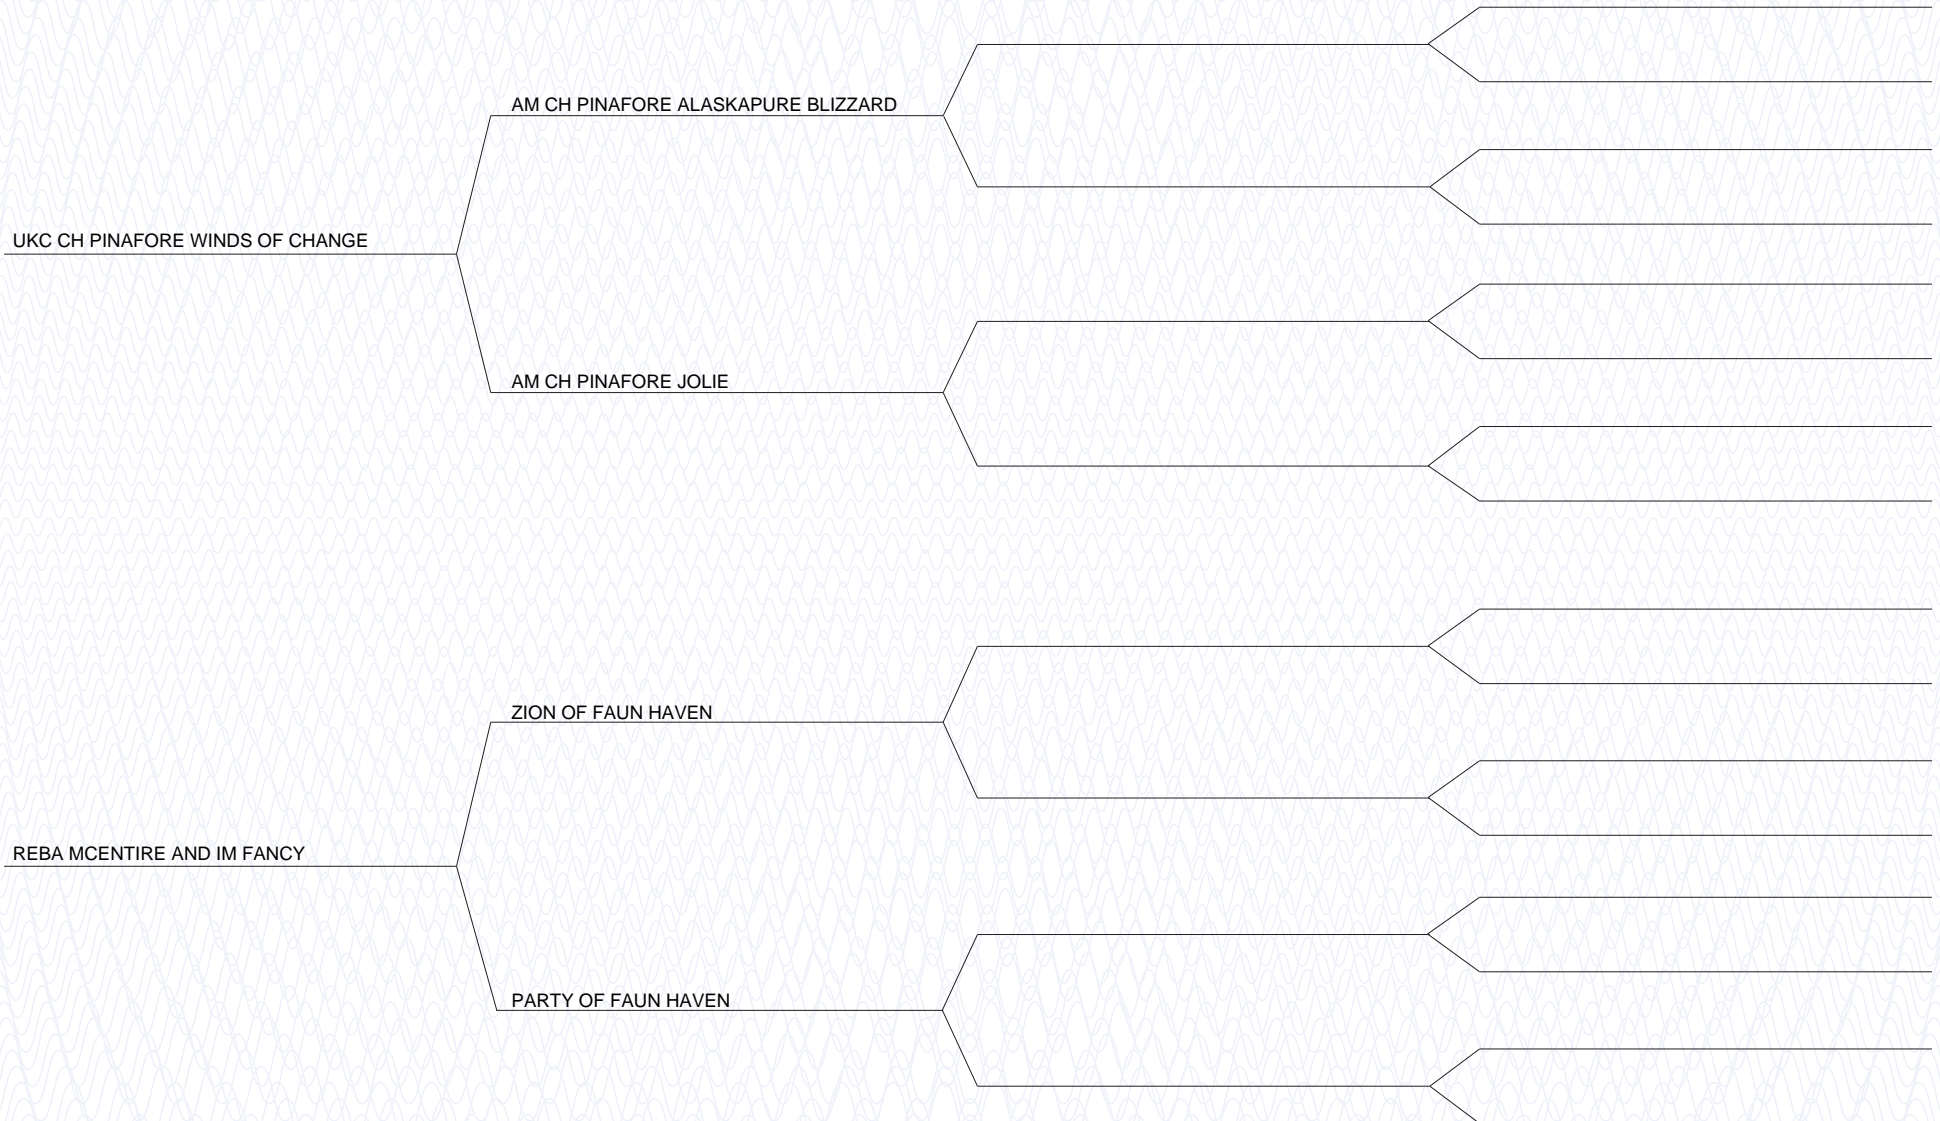 AM CH PINAFORE ALASKAPURE BLIZZARD
UKC CH PINAFORE WINDS OF CHANGE
AM CH PINAFORE JOLIE
ZION OF FAUN HAVEN
REBA MCENTIRE AND IM FANCY
PARTY OF FAUN HAVEN